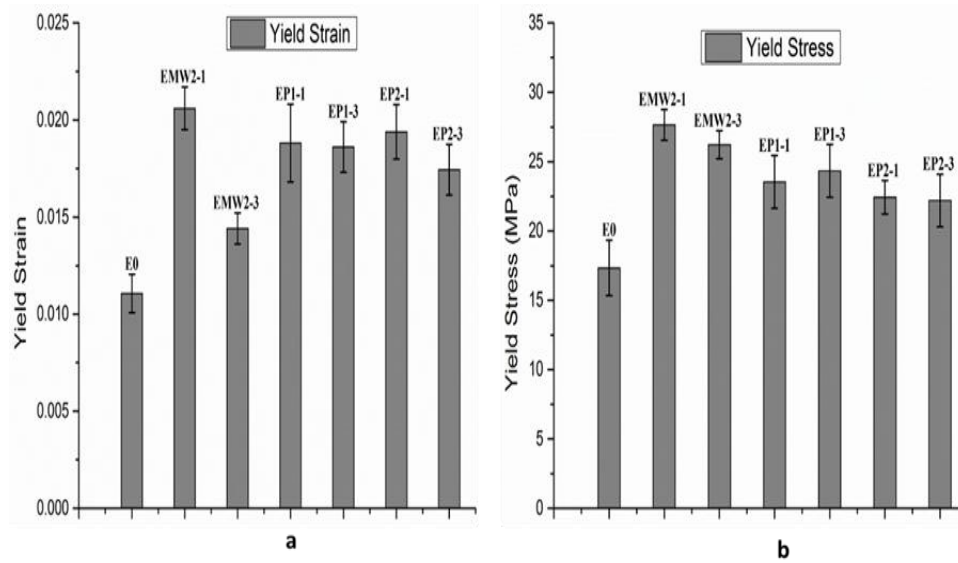 Yield Strain
0.025
0.020
0.015
0.010
0.005
0.000
Yield Strain
E0
EMW2-1
EMW2-3
EP1-1
EP1-3
EP2-1
EP2-3
a
Yield Stress
35
30
25
20
15
10
5
0
Yield Stress (MPa)
E0
EMW2-1
EMW2-3
EP1-1
EP1-3
EP2-1
EP2-3
b